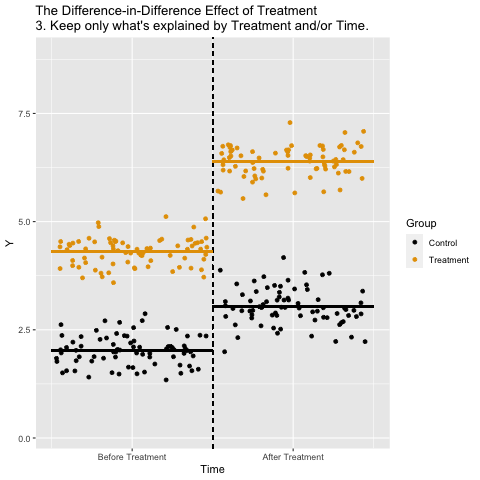 The Difference-in-Difference Effect of Treatment
3. Keep only what's explained by Treatment and/or Time.
7.5
5.0
2.5
0.0
Y
Before Treatment
After Treatment
Time
Group
Control
Treatment